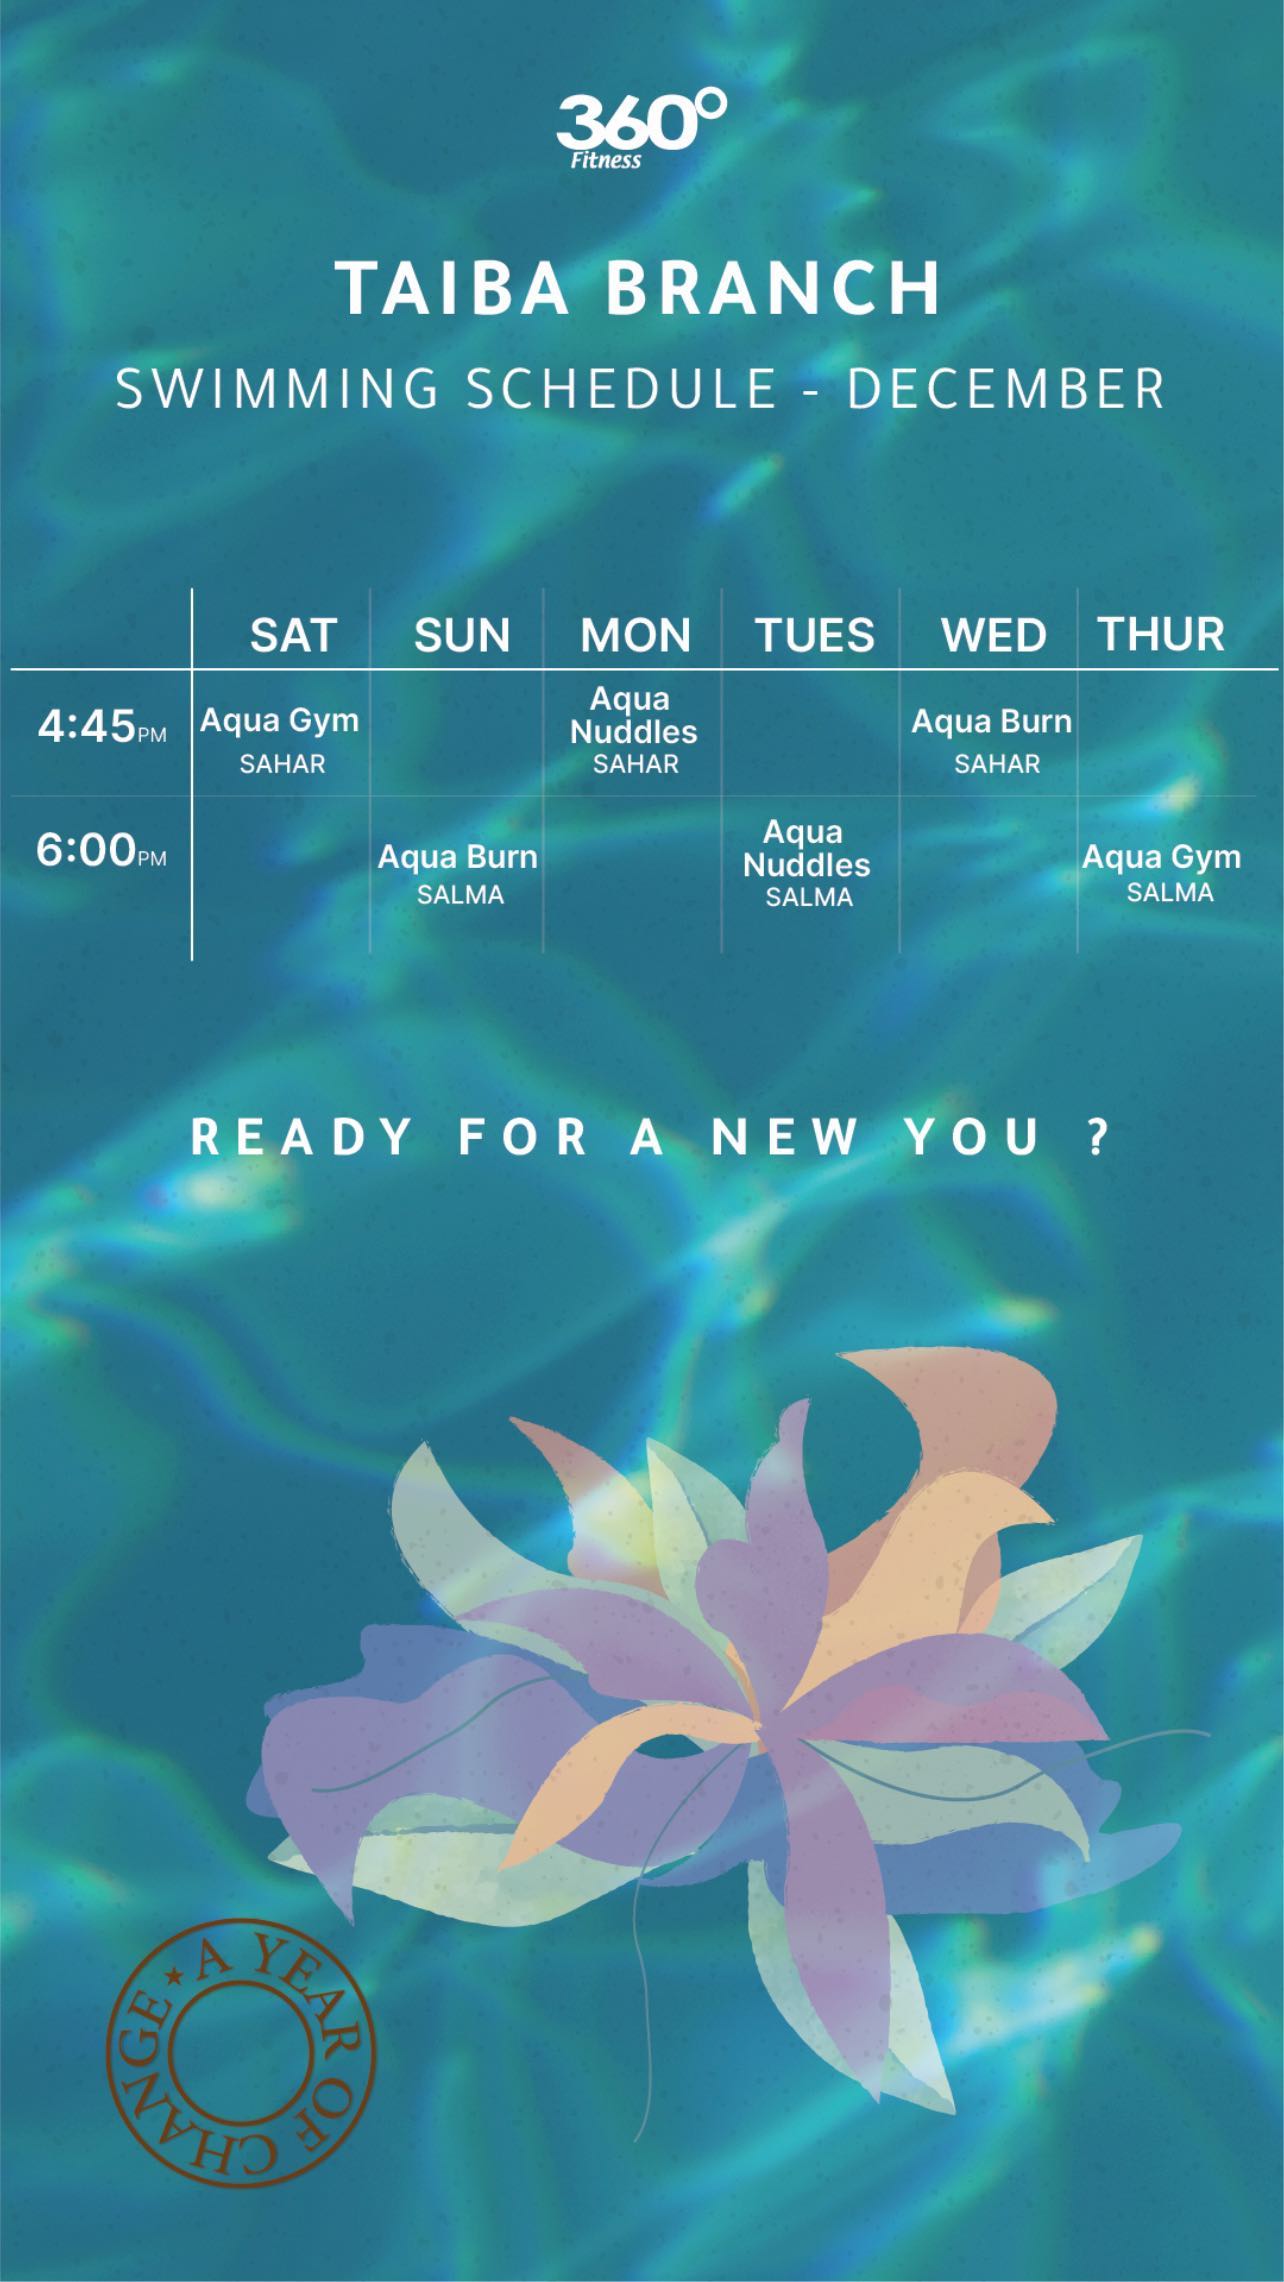 360°
Fitness
TAIBA BRANCH
SWIMMING SCHEDULE - DECEMBER
SAT SUN MON TUES WED THUR
4:45PM
Aqua Gym
SAHAR
Aqua
Nuddles
SAHAR
Aqua Burn
SAHAR
6:00PM
Aqua Burn
SALMA
Aqua
Nuddles
SALMA
Aqua Gym
SALMA
READY FOR A NEW YOU ?
★ A YEAR OF CHANGE